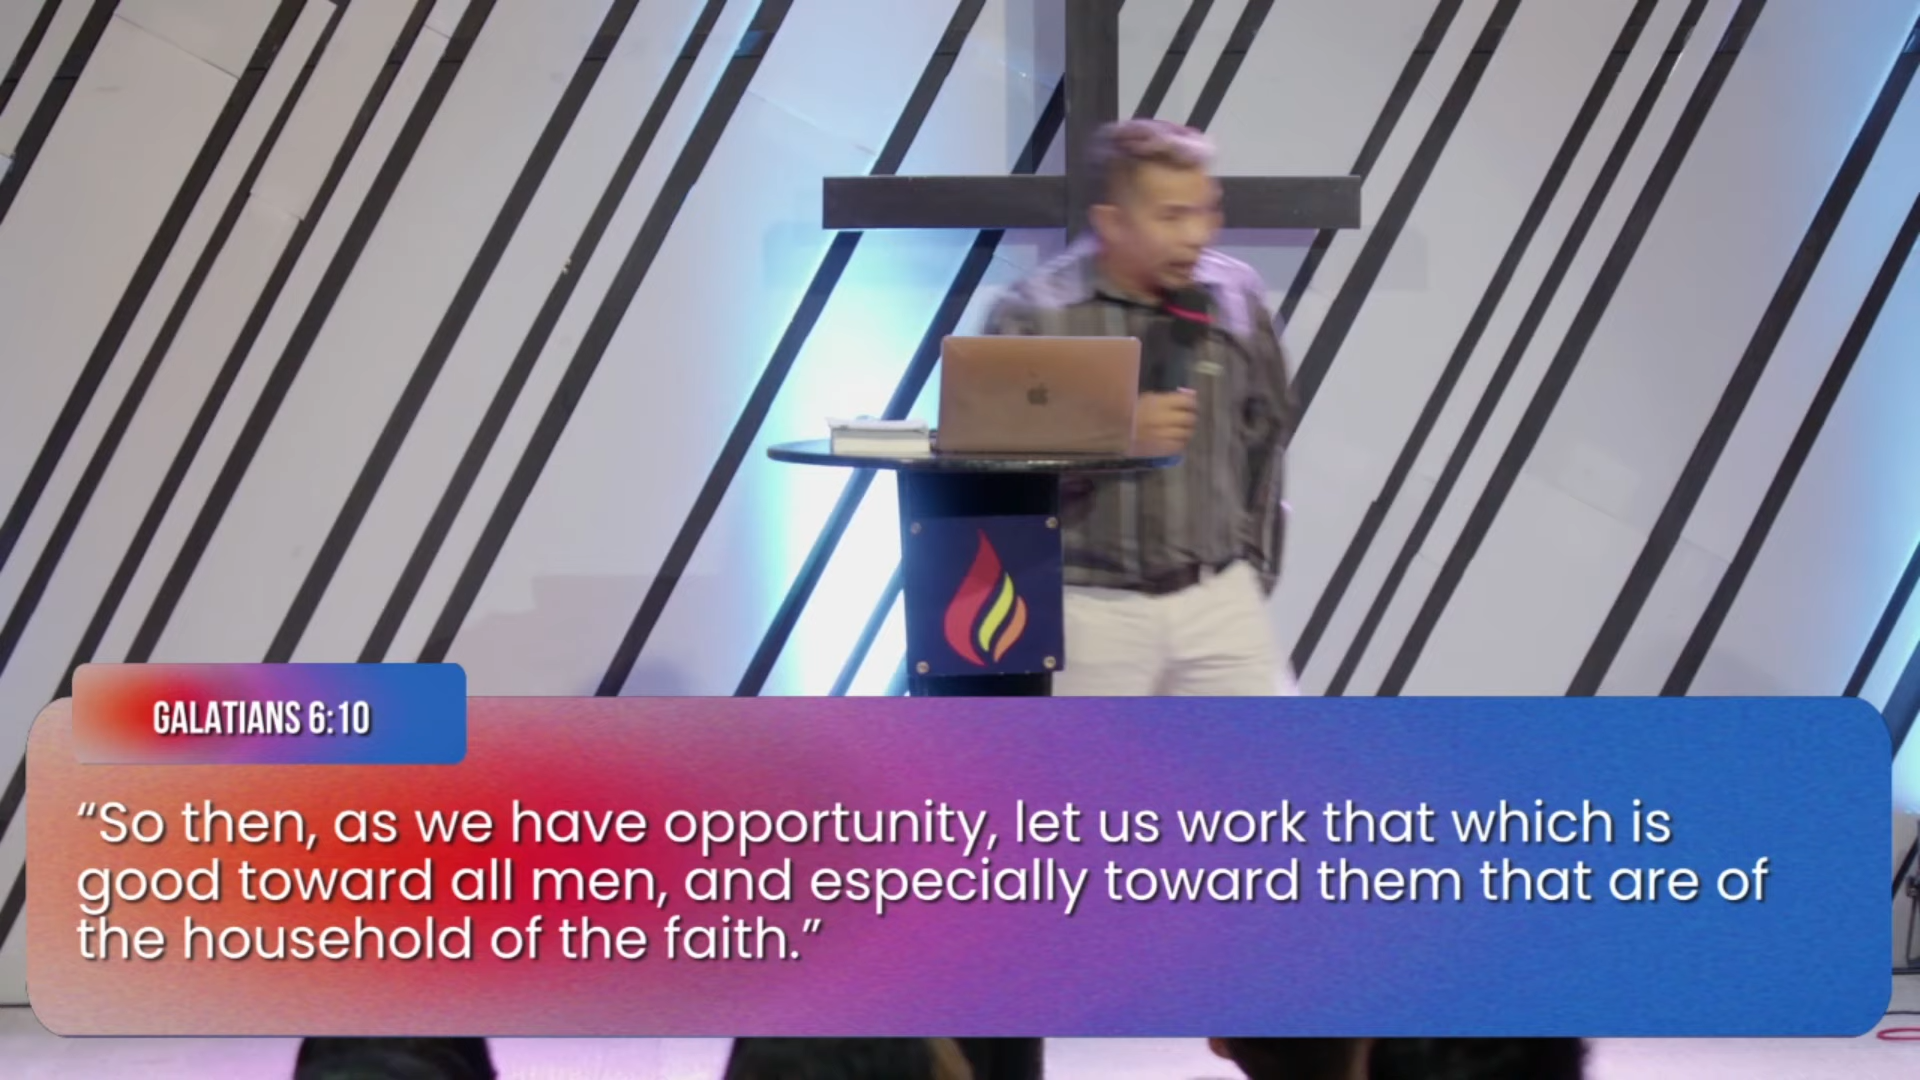 GALATIANS 6:10
“So then, as we have opportunity, let us work that which is
good toward all men, and especially toward them that are of
the household of the faith.”